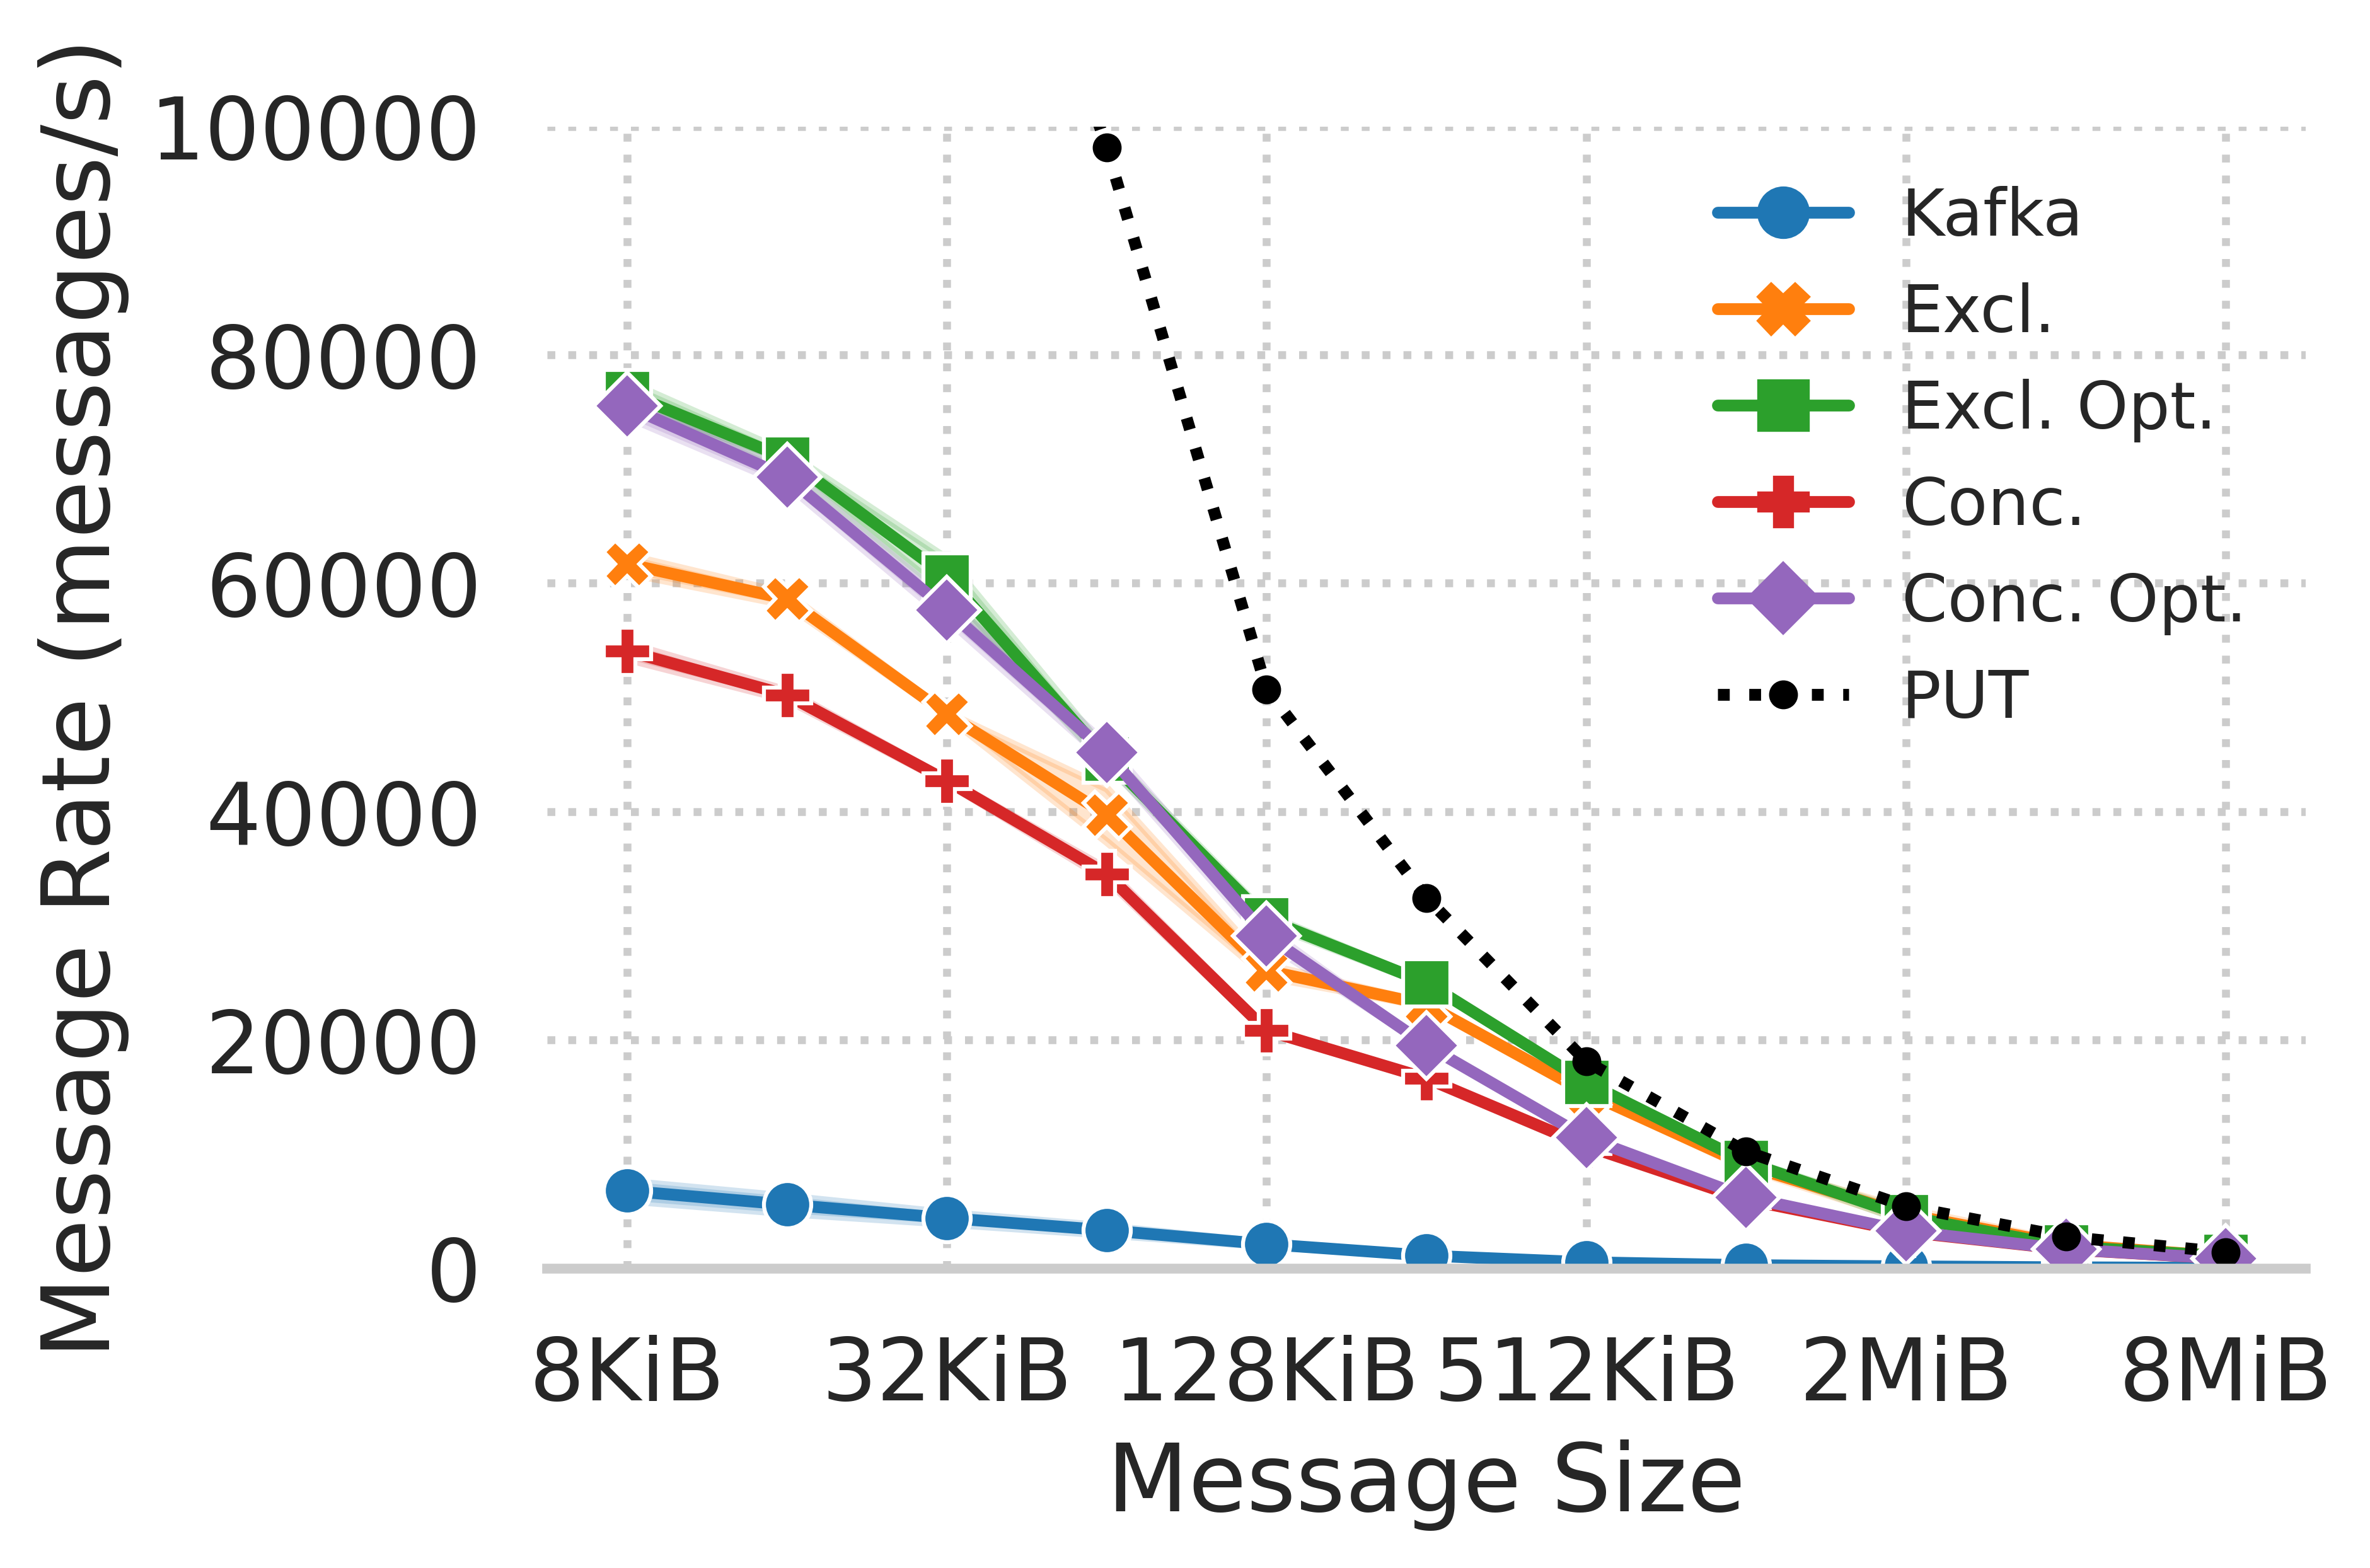 Message Rate (messages/s)
100000
80000
60000
40000
20000
0
Kafka
Excl.
Excl. Opt.
Conc.
Conc. Opt.
PUT
8KiB 32KiB 128KiB 512KiB 2MiB 8MiB
Message Size